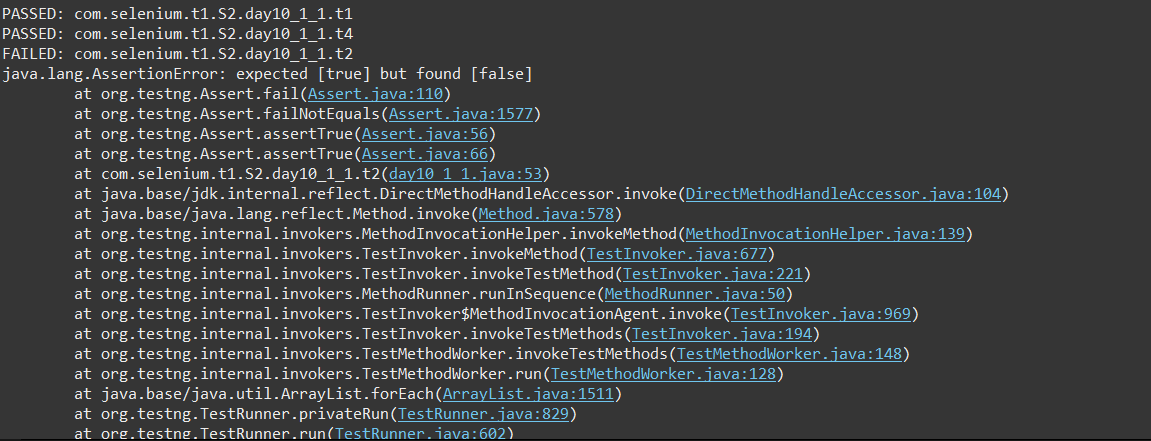 PASSED: com.selenium.t1.S2.day10_1_1.t1
PASSED: com.selenium.t1.S2.day10_1_1.t4
FAILED: com.selenium.t1.S2.day10_1_1.t2
java.lang.AssertionError: expected [true] but found [false]
at org.testng.Assert.fail(Assert.java:110)
at org.testng.Assert.failNotEquals(Assert.java:1577)
at org.testng.Assert.assertTrue(Assert.java:56)
at org.testng.Assert.assertTrue(Assert.java:66)
at com.selenium.t1.S2.day10_1_1.t2(day10_1_1.java:53)
at java.base/jdk.internal.reflect.DirectMethodHandleAccessor.invoke(DirectMethodHandleAccessor.java:104)
at java.base/java.lang.reflect.Method.invoke(Method.java:578)
at org.testng.internal.invokers.MethodInvocationHelper.invokeMethod(MethodInvocationHelper.java:139)
at org.testng.internal.invokers.TestInvoker.invokeMethod(TestInvoker.java:677)
at org.testng.internal.invokers.TestInvoker.invokeTestMethod(TestInvoker.java:221)
at org.testng.internal.invokers.MethodRunner.runInSequence(MethodRunner.java:50)
at org.testng.internal.invokers.TestInvoker$MethodInvocationAgent.invoke(TestInvoker.java:969)
at org.testng.internal.invokers.TestInvoker.invokeTestMethods(TestInvoker.java:194)
at org.testng.internal.invokers.TestMethodWorker.invokeTestMethods(TestMethodWorker.java:148)
at org.testng.internal.invokers.TestMethodWorker.run(TestMethodWorker.java:128)
at java.base/java.util.ArrayList.forEach(ArrayList.java:1511)
at org.testng.TestRunner.privateRun(TestRunner.java:829)
at org.testng.TestRunner.run(TestRunner.java:602)